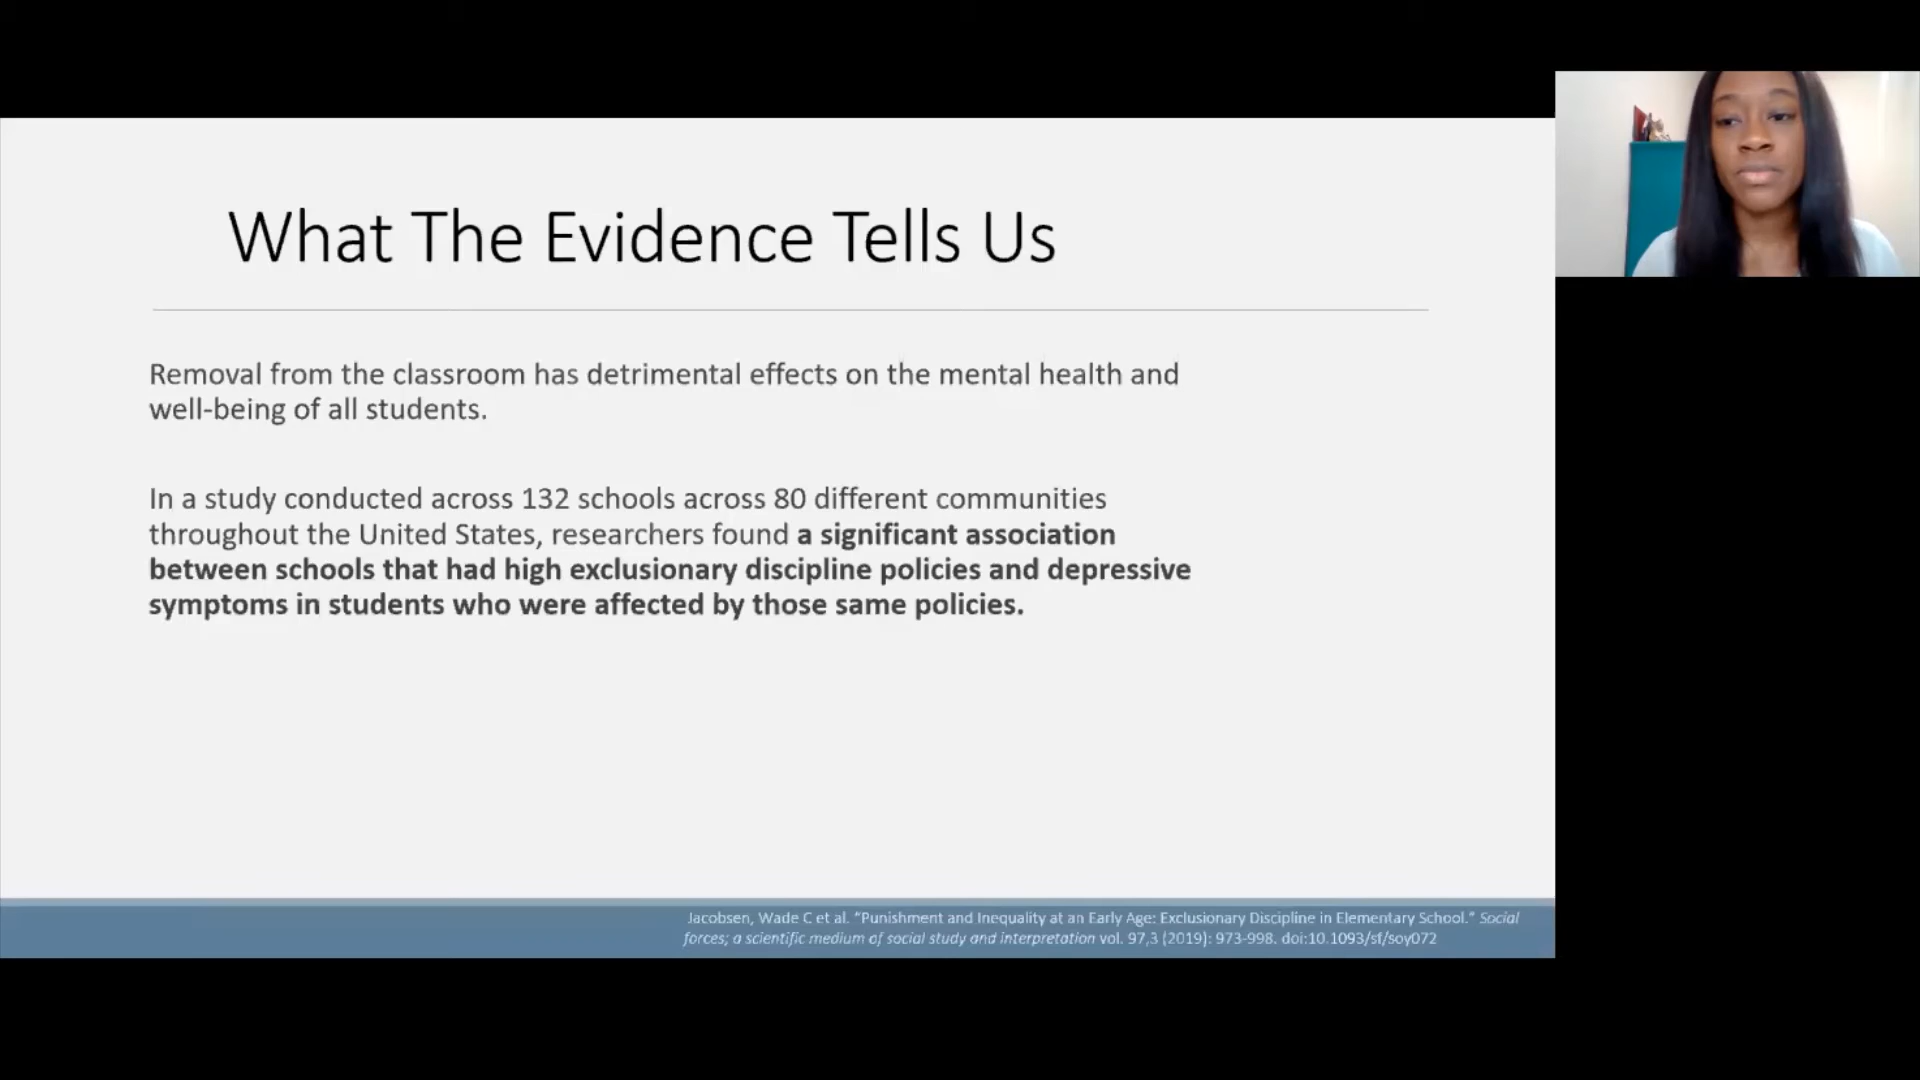 What The Evidence Tells Us
Removal from the classroom has detrimental effects on the mental health and
well-being of all students.
In a study conducted across 132 schools across 80 different communities
throughout the United States, researchers found a significant association
between schools that had high exclusionary discipline policies and depressive
symptoms in students who were affected by those same policies.
Jacobsen, Wade C et al. “Punishment and Inequality at an Early Age: Exclusionary Discipline in Elementary School.” Social
forces; a scientific medium of social study and interpretation vol. 97,3 (2019): 973-998. doi:10.1093/sf/soy072